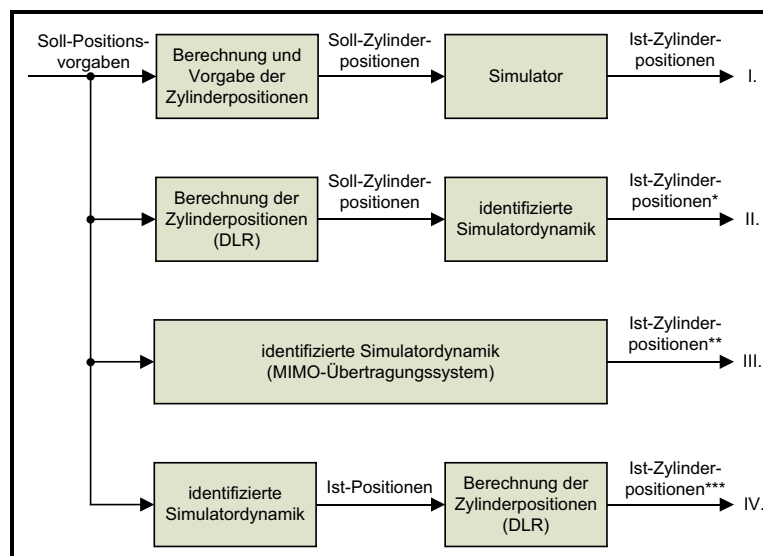 Soll-Positions-
vorgaben
Berechnung und
Vorgabe der
Zylinderpositionen
Soll-Zylinder-
positionen
Simulator
Ist-Zylinder-
positionen
I.
Berechnung der
Zylinderpositionen
(DLR)
Soll-Zylinder-
positionen
identifizierte
Simulatordynamik
Ist-Zylinder-
positionen*
II.
identifizierte Simulatordynamik
(MIMO-Übertragungssystem)
Ist-Zylinder-
positionen**
III.
identifizierte
Simulatordynamik
Ist-Positionen
Berechnung der
Zylinderpositionen
(DLR)
Ist-Zylinder-
positionen***
IV.